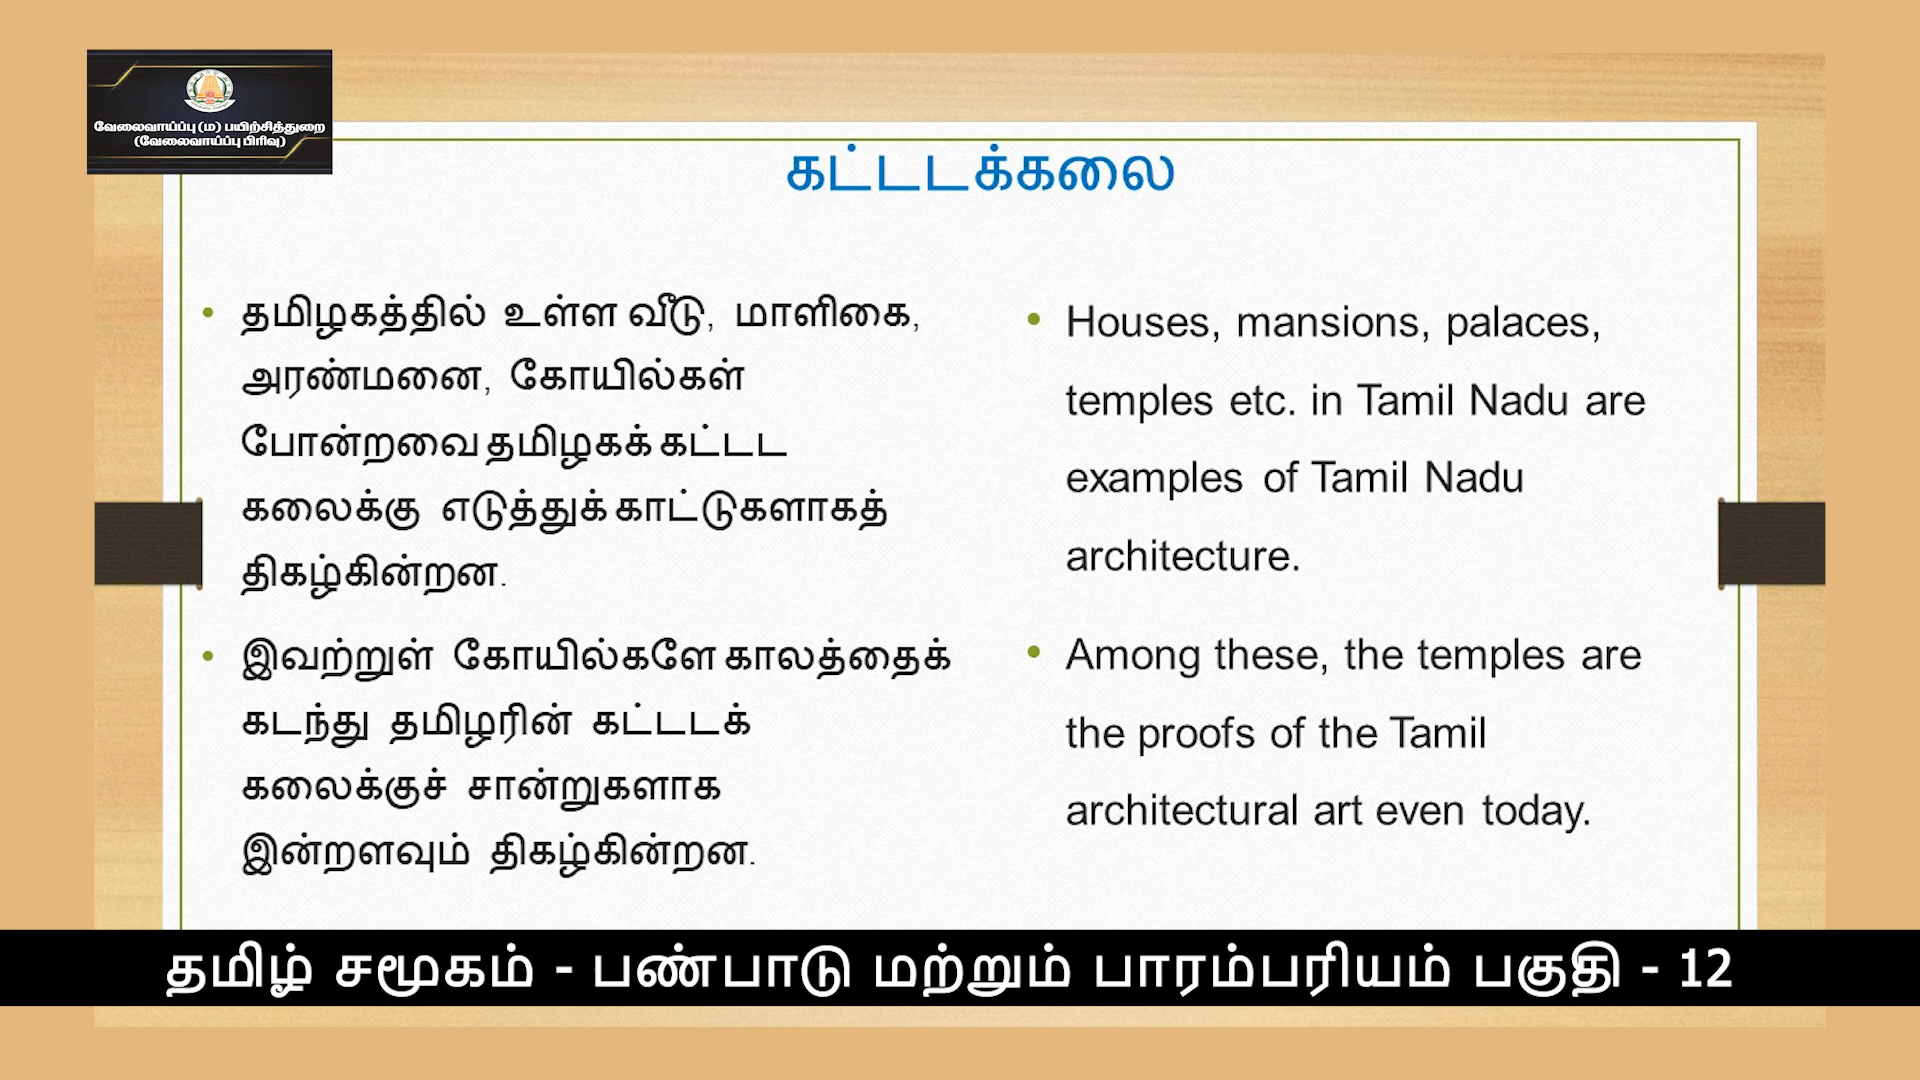 வேலைவாய்ப்பு (ம) பயிற்சித்துறை
(வேலைவாய்ப்பு பிரிவு)
கட்டடக்கலை
• தமிழகத்தில் உள்ள வீடு, மாளிகை,
அரண்மனை, கோயில்கள்
போன்றவை தமிழகக் கட்டட
கலைக்கு எடுத்துக் காட்டுகளாகத்
திகழ்கின்றன.
• இவற்றுள் கோயில்களே காலத்தைக்
கடந்து தமிழரின் கட்டடக்
கலைக்குச் சான்றுகளாக
இன்றளவும் திகழ்கின்றன.
• Houses, mansions, palaces,
temples etc. in Tamil Nadu are
examples of Tamil Nadu
architecture.
• Among these, the temples are
the proofs of the Tamil
architectural art even today.
தமிழ் சமூகம் - பண்பாடு மற்றும் பாரம்பரியம் பகுதி - 12